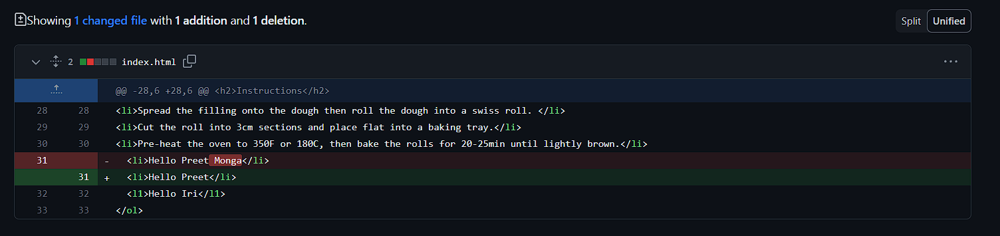 Showing 1 changed file with 1 addition and 1 deletion.
Split Unified
2 index.html
@@ -28,6 +28,6 @@ <h2>Instructions</h2>
28 28 <li>Spread the filling onto the dough then roll the dough into a swiss roll. </li>
29 29 <li>Cut the roll into 3cm sections and place flat into a baking tray.</li>
30 30 <li>Pre-heat the oven to 350F or 180C, then bake the rolls for 20-25min until lightly brown.</li>
31 - <li>Hello Preet Monga</li>
31 + <li>Hello Preet</li>
32 32 <l1>Hello Iri</l1>
33 33 </ol>